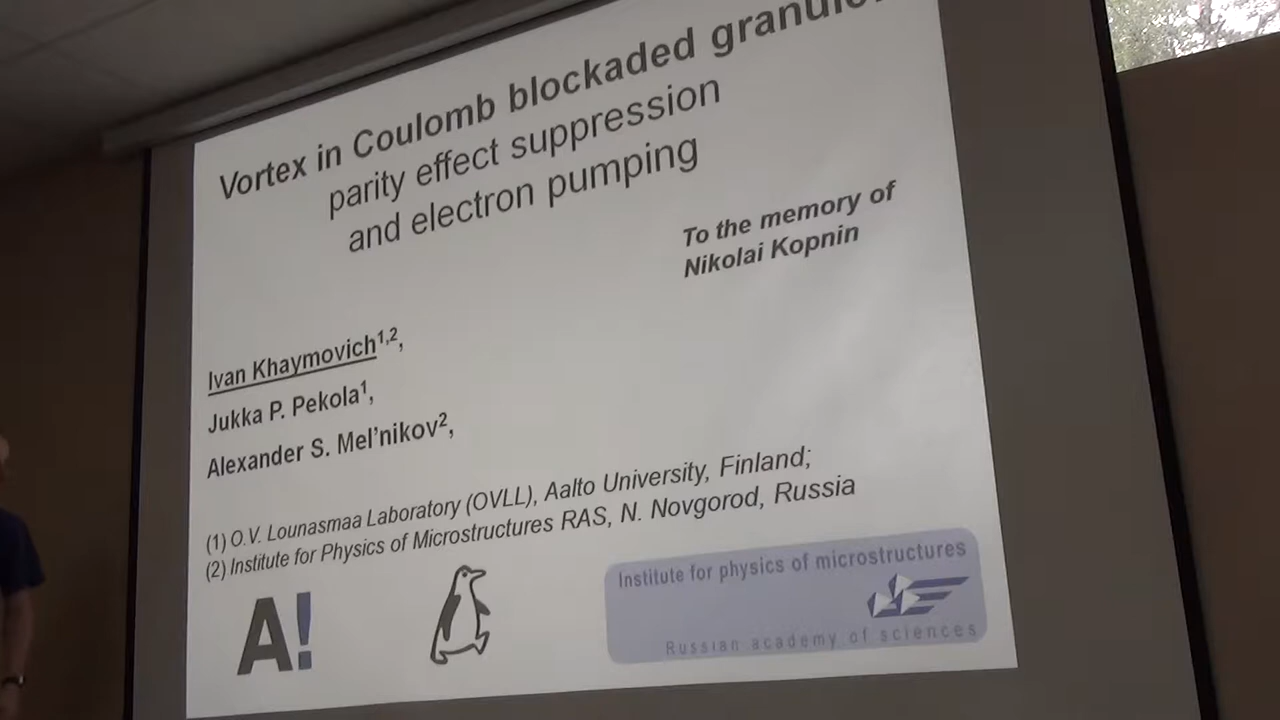 Vortex in Coulomb blockaded
parity effect suppression
and electron pumping
To the memory of
Nikolai Kopnin
Ivan Khaymovich¹,²,
Jukka P. Pekola¹,
Alexander S. Mel'nikov²,
(1) O.V. Lounasmaa Laboratory (OVLL), Aalto University, Finland;
(2) Institute for Physics of Microstructures RAS, N. Novgorod, Russia
A!
Institute for physics of microstructures
Russian academy of sciences